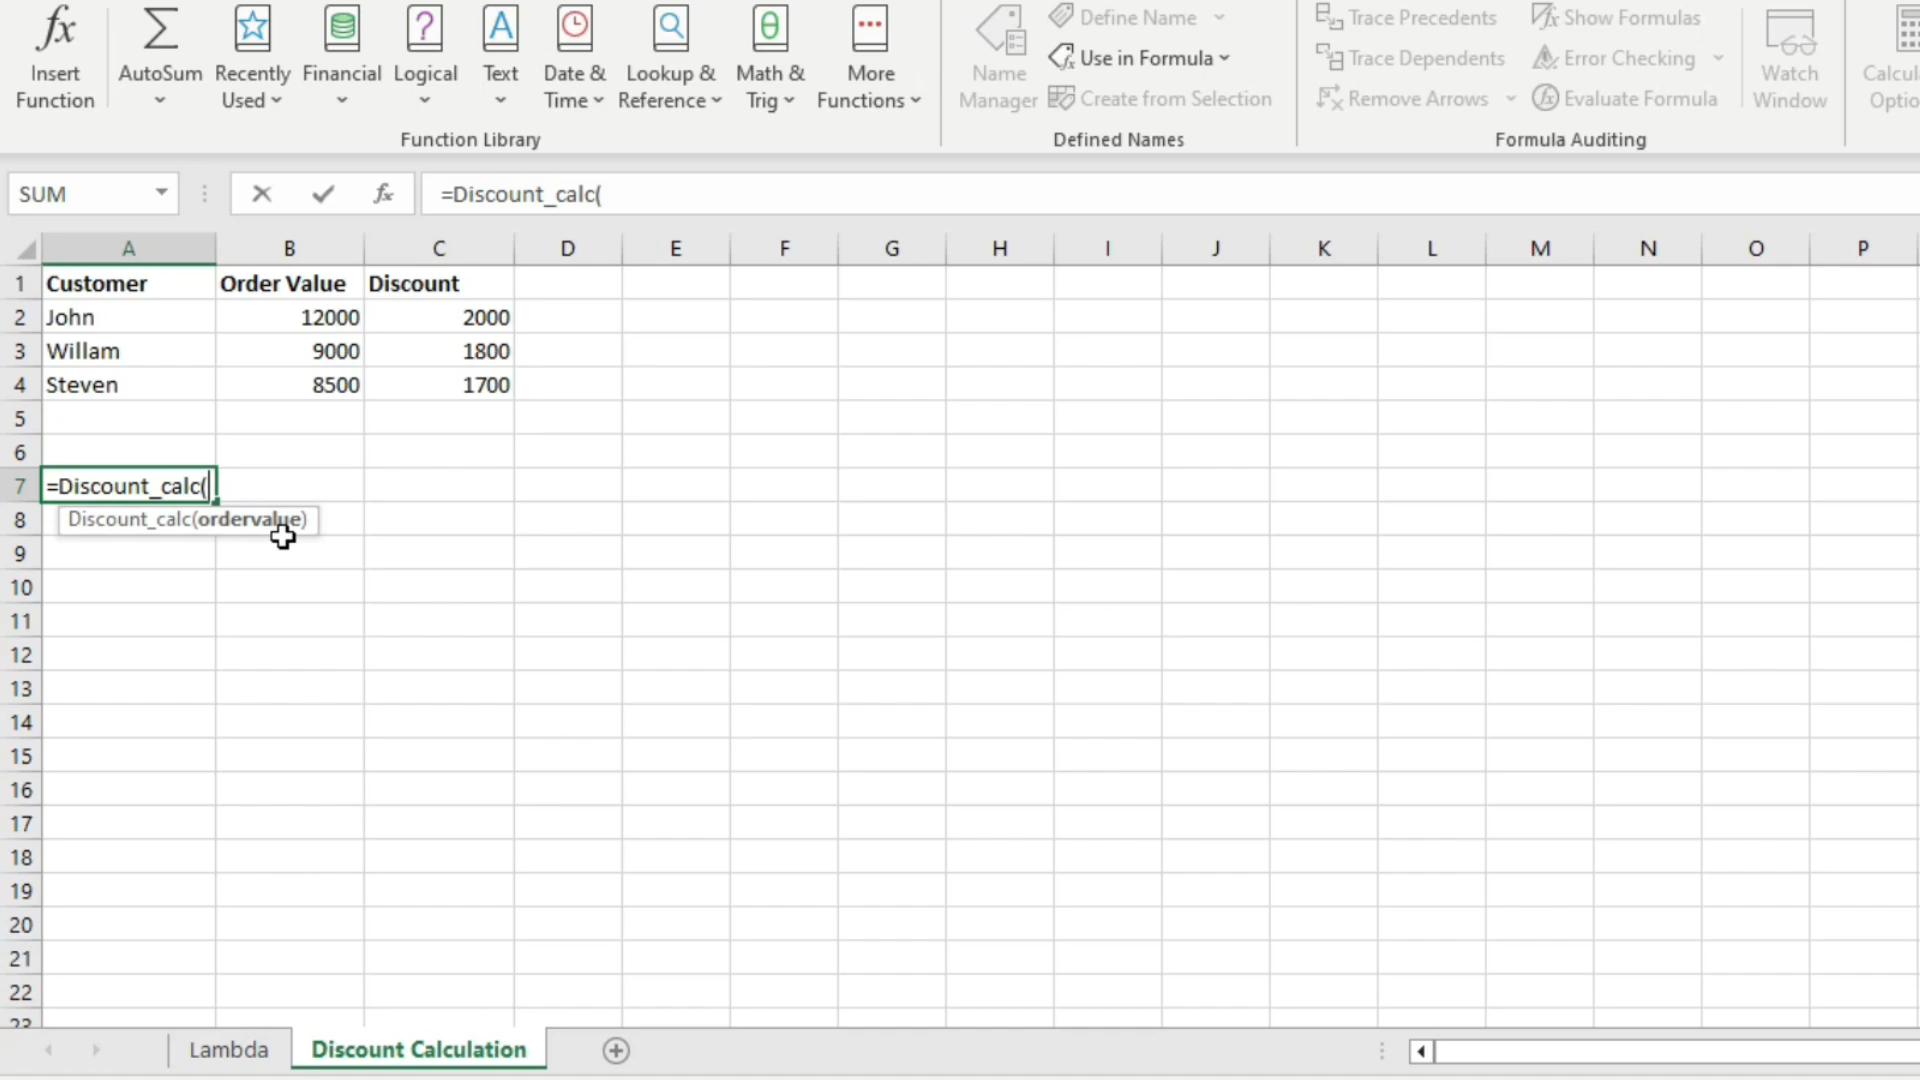 Insert Function
AutoSum
Recently Used
Financial
Logical
Text
Date & Time
Lookup & Reference
Math & Trig
More Functions
Function Library
Name Manager
Define Name
Use in Formula
Create from Selection
Defined Names
Trace Precedents
Trace Dependents
Remove Arrows
Show Formulas
Error Checking
Evaluate Formula
Formula Auditing
Watch Window
SUM fx =Discount_calc(
A B C D E F G H I J K L M N O P
1 Customer Order Value Discount
2 John 12000 2000
3 Willam 9000 1800
4 Steven 8500 1700
5
6
7 =Discount_calc(
8 Discount_calc(ordervalue)
9
10
11
12
13
14
15
16
17
18
19
20
21
22
23
Lambda Discount Calculation